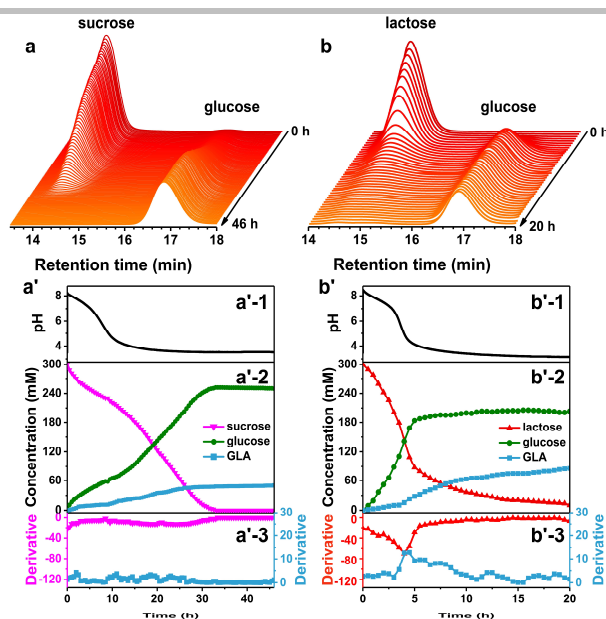 sucrose
lactose
a
b
glucose
glucose
0 h
0 h
46 h
20 h
14 15 16 17 18
14 15 16 17 18
Retention time (min)
Retention time (min)
a'
b'
a'-1
b'-1
pH
8
6
4
pH
8
6
4
a'-2
b'-2
Concentration (mM)
300
240
180
120
60
0
sucrose
glucose
GLA
Concentration (mM)
300
240
180
120
60
0
lactose
glucose
GLA
a'-3
b'-3
Derivative
0
-40
-80
-120
30
20
10
0
Derivative
Derivative
0
-40
-80
-120
30
20
10
0
Derivative
0 10 20 30 40
0 5 10 15 20
Time (h)
Time (h)